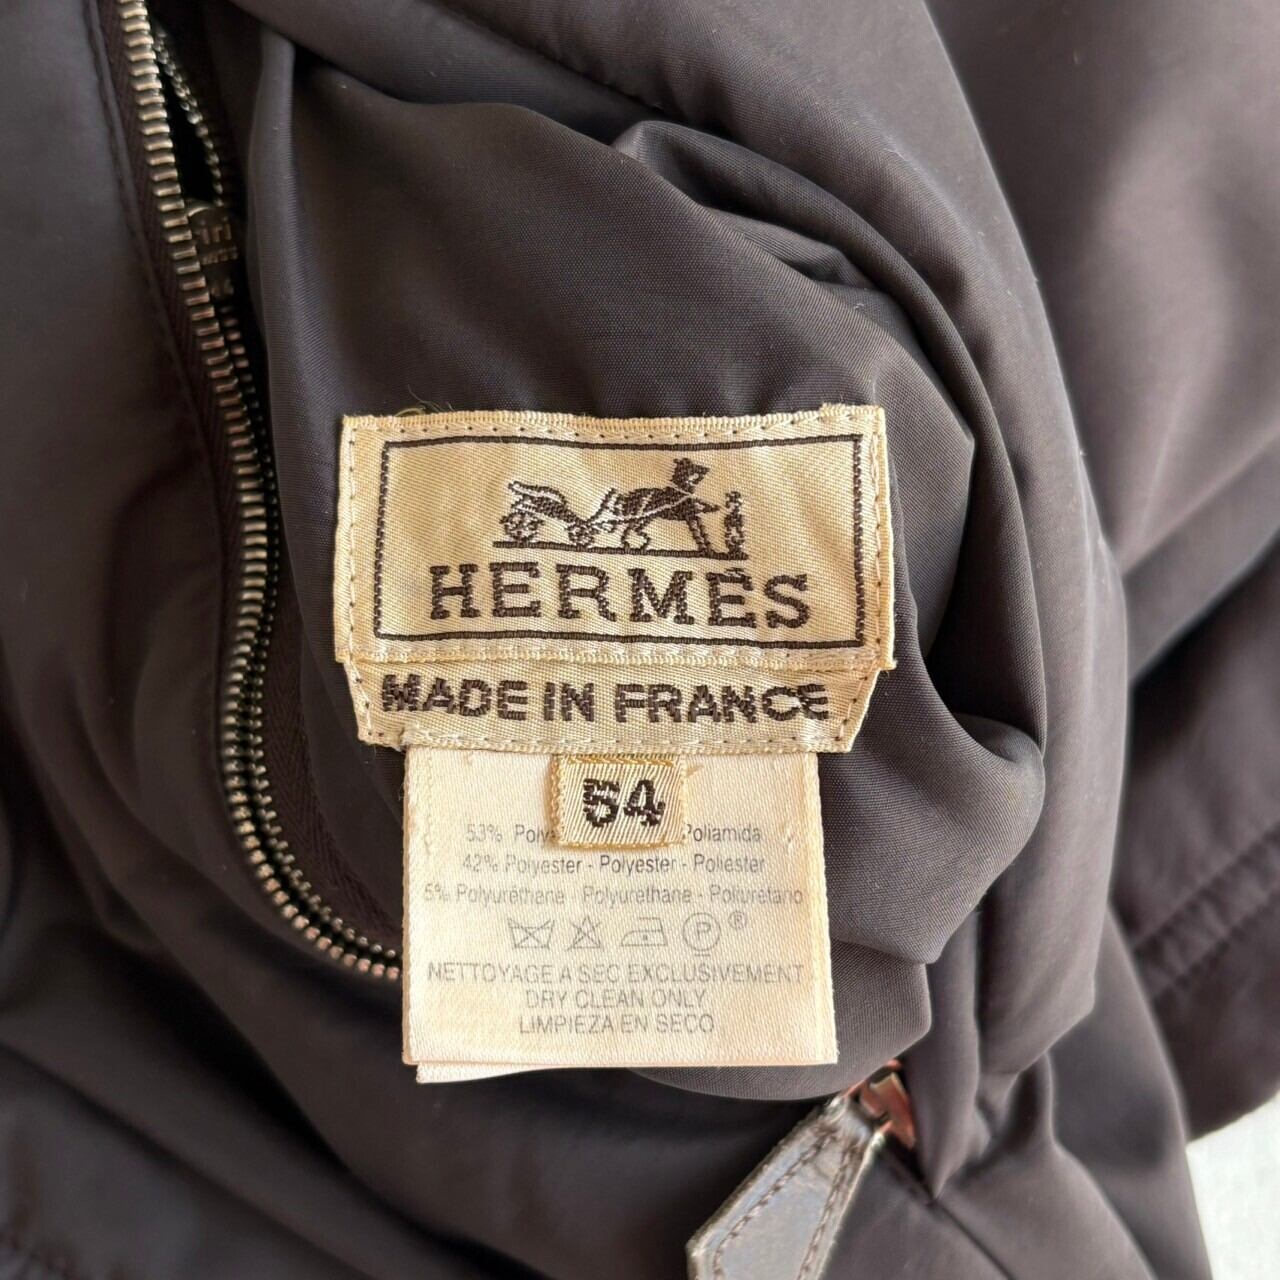 HERMÈS
MADE IN FRANCE
54
53% Poliamida
42% Polyester - Polyester - Poliester
5% Polyuréthane Polyurethane - Poliuretano
P ®
NETTOYAGE A SEC EXCLUSIVEMENT
DRY CLEAN ONLY
LIMPIEZA EN SECO